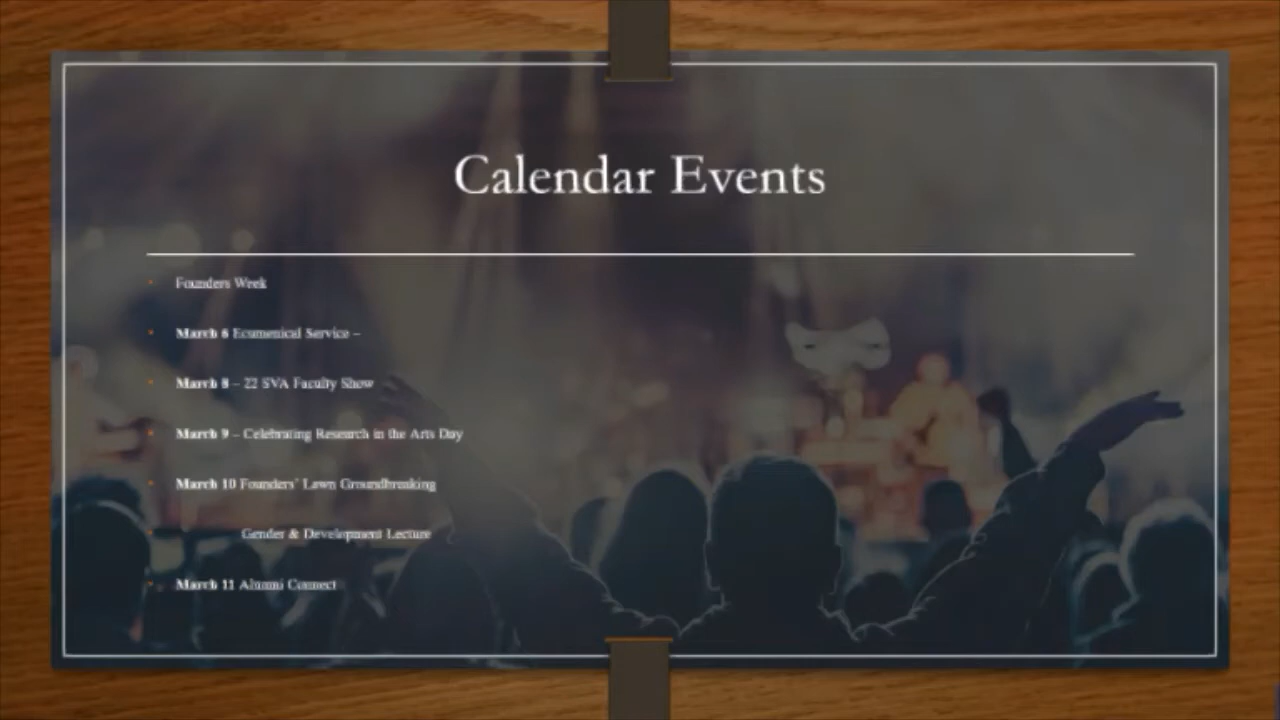 Calendar Events
Founders Week
March 6 Ecumenical Service –
March 8 – 22 SVA Faculty Show
March 9 – Celebrating Research in the Arts Day
March 10 Founders' Lawn Groundbreaking
Gender & Development Lecture
March 11 Alumni Connect